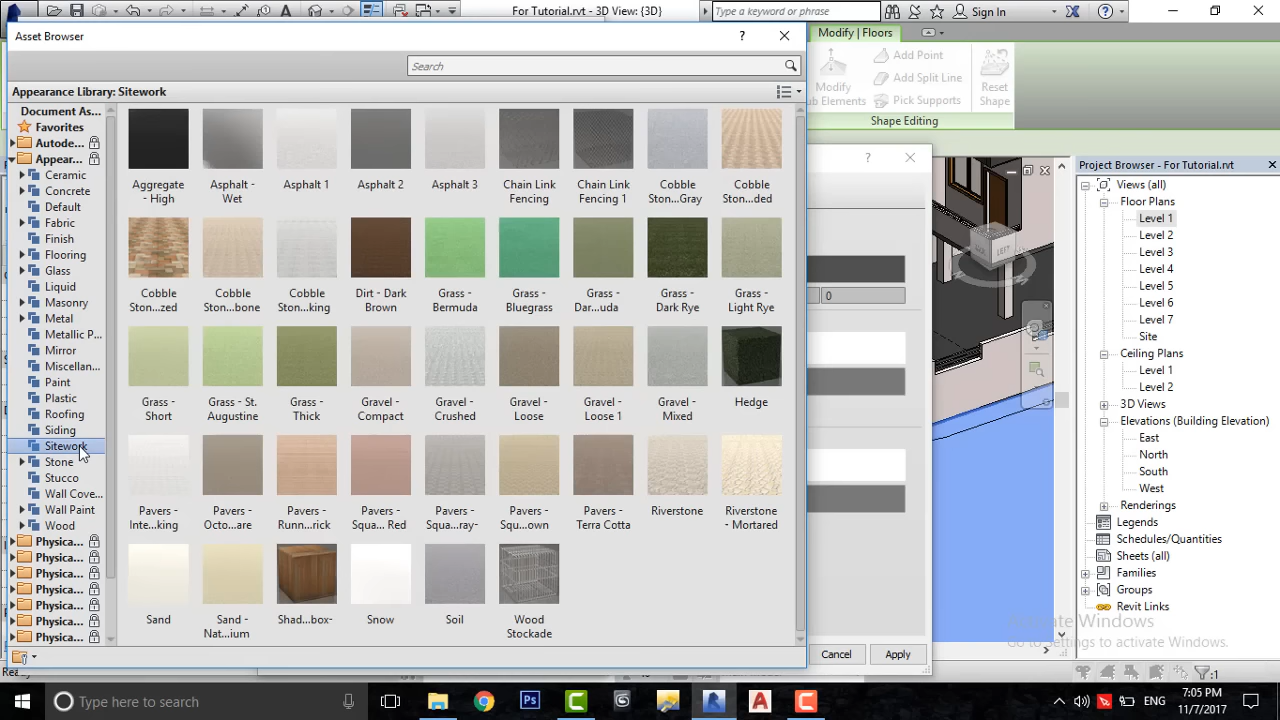 For Tutorial.rvt - 3D View: {3D}
Type a keyword or phrase
Sign In
Asset Browser
?
Modify | Floors
Search
Add Point
Add Split Line
Pick Supports
Modify
Reset
Shape
Shape Editing
Appearance Library: Sitework
Document As...
Favorites
Autode...
Appear...
Ceramic
Concrete
Default
Fabric
Finish
Flooring
Glass
Liquid
Masonry
Metal
Metallic P...
Mirror
Miscellan...
Paint
Plastic
Roofing
Siding
Sitework
Stone
Stucco
Wall Cove...
Wall Paint
Wood
Physica...
Physica...
Physica...
Physica...
Physica...
Physica...
Physica...
Aggregate - High
Asphalt - Wet
Asphalt 1
Asphalt 2
Asphalt 3
Chain Link Fencing
Chain Link Fencing 1
Cobble Ston...Gray
Cobble Ston...ded
Cobble Ston...zed
Cobble Ston...bone
Cobble Ston...king
Dirt - Dark Brown
Grass - Bermuda
Grass - Bluegrass
Grass - Dar...uda
Grass - Dark Rye
Grass - Light Rye
Grass - Short
Grass - St. Augustine
Grass - Thick
Gravel - Compact
Gravel - Crushed
Gravel - Loose
Gravel - Loose 1
Gravel - Mixed
Hedge
Pavers - Inte...king
Pavers - Octo...are
Pavers - Runn...rick
Pavers - Squa... Red
Pavers - Squa...ray-
Pavers - Squ...own
Pavers - Terra Cotta
Riverstone
Riverstone - Mortared
Sand
Sand - Nat...ium
Shad...box-
Snow
Soil
Wood Stockade
?
0
Cancel
Apply
LEFT
Project Browser - For Tutorial.rvt
Views (all)
Floor Plans
Level 1
Level 2
Level 3
Level 4
Level 5
Level 6
Level 7
Site
Ceiling Plans
Level 1
Level 2
3D Views
Elevations (Building Elevation)
East
North
South
West
Renderings
Legends
Schedules/Quantities
Sheets (all)
Families
Groups
Revit Links
Activate Windows
Go to Settings to activate Windows.
:1
Type here to search
Ps
ENG
7:05 PM
11/7/2017